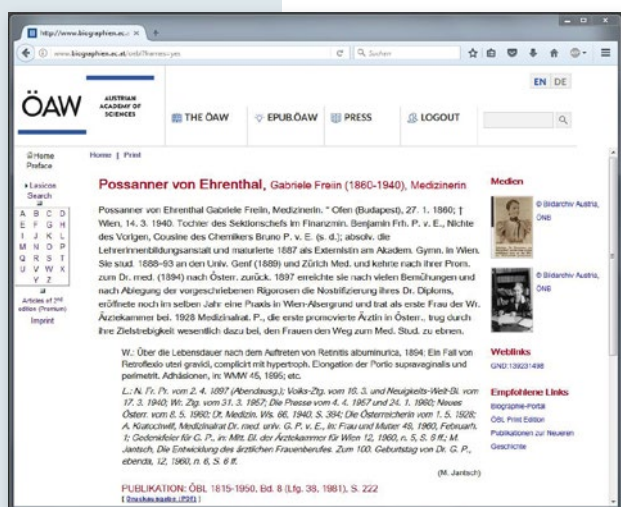 http://www.biographien.ac.at
www.biographien.ac.at/oebl?frames=yes
Suchen
EN DE
ÖAW
AUSTRIAN
ACADEMY OF
SCIENCES
THE ÖAW
EPUB.ÖAW
PRESS
LOGOUT
Home
Preface
Lexicon
Search
A B C D
E F G H
I J K L
M N O P
Q R S T
U V W X
Y Z
Articles of 2nd
edition (Premium)
Imprint
Home | Print
Possanner von Ehrenthal, Gabriele Freiin (1860-1940), Medizinerin
Possanner von Ehrenthal Gabriele Freiin, Medizinerin. * Ofen (Budapest), 27. 1. 1860; †
Wien, 14. 3. 1940. Tochter des Sektionschefs im Finanzmin. Benjamin Frh. P. v. E., Nichte
des Vorigen, Cousine des Chemikers Bruno P. v. E. (s. d.); absolv. die
Lehrerinnenbildungsanstalt und maturierte 1887 als Externistin am Akadem. Gymn. in Wien.
Sie stud. 1888-93 an den Univ. Genf (1889) und Zürich Med. und kehrte nach ihrer Prom.
zum Dr. med. (1894) nach Österr. zurück. 1897 erreichte sie nach vielen Bemühungen und
nach Ablegung der vorgeschriebenen Rigorosen die Nostrifizierung ihres Dr. Diploms,
eröffnete noch im selben Jahr eine Praxis in Wien-Alsergrund und trat als erste Frau der Wr.
Ärztekammer bei. 1928 Medizinalrat. P., die erste promovierte Ärztin in Österr., trug durch
ihre Zielstrebigkeit wesentlich dazu bei, den Frauen den Weg zum Med. Stud. zu ebnen.
W.: Über die Lebensdauer nach dem Auftreten von Retinitis albuminurica, 1894; Ein Fall von
Retroflexio uteri gravidi, complicirt mit hypertroph. Elongation der Portio supravaginalis und
perimetrit. Adhäsionen, in: WMW 45, 1895; etc.
L.: N. Fr. Pr. vom 2. 4. 1897 (Abendausg.); Volks-Ztg. vom 16. 3. und Neuigkeits-Welt-Bl. vom
17. 3. 1940; Wr. Ztg. vom 31. 3. 1957; Die Presse vom 4. 4. 1957 und 24. 1. 1960; Neues
Österr. vom 8. 5. 1960; Öt. Medizin. Ws. 66, 1940, S. 394; Die Österreicherin vom 1. 5. 1928;
A. Kratochwill, Medizinalrat Dr. med. univ. G. P. v. E., in: Frau und Mutter 49, 1960, Februarh.
1; Gedenkfeier für G. P., in: Mitt. Bl. der Ärztekammer für Wien 12, 1960, n. 5, S. 6 ff.; M.
Jantsch, Die Entwicklung des ärztlichen Frauenberufes. Zum 100. Geburtstag von Dr. G. P.,
ebenda, 12, 1960, n. 6, S. 6 ff.
(M. Jantsch)
PUBLIKATION: ÖBL 1815-1950, Bd. 8 (Lfg. 38, 1981), S. 222
[ Druckausgabe (PDF) ]
Medien
© Bildarchiv Austria,
ÖNB
© Bildarchiv Austria,
ÖNB
Weblinks
GND:139231498
Empfohlene Links
Biographie-Portal
ÖBL Print Edition
Publikationen zur Neueren
Geschichte